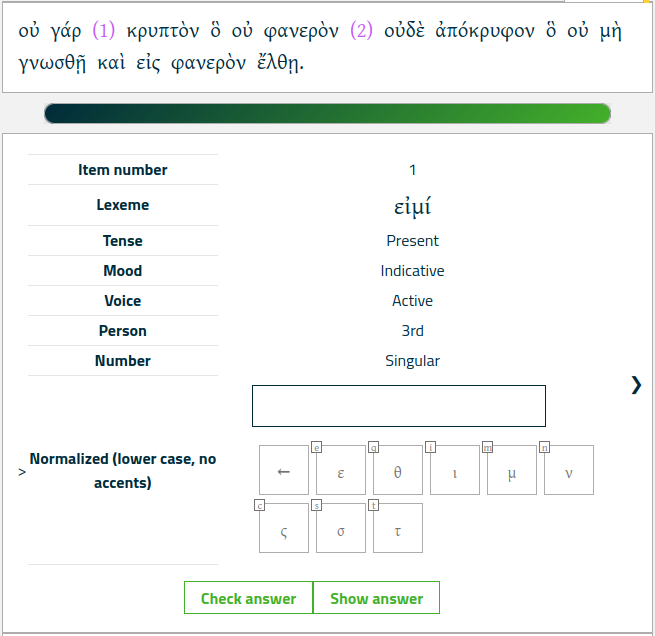 οὐ γάρ (1) κρυπτὸν ὃ οὐ φανερὸν (2) οὐδὲ ἀπόκρυφον ὃ οὐ μὴ
γνωσθῇ καὶ εἰς φανερὸν ἔλθῃ.
Item number 1
Lexeme εἰμί
Tense Present
Mood Indicative
Voice Active
Person 3rd
Number Singular
❯
> Normalized (lower case, no
accents)
e q i m n
← ε θ ι μ ν
c s t
ς σ τ
Check answer Show answer